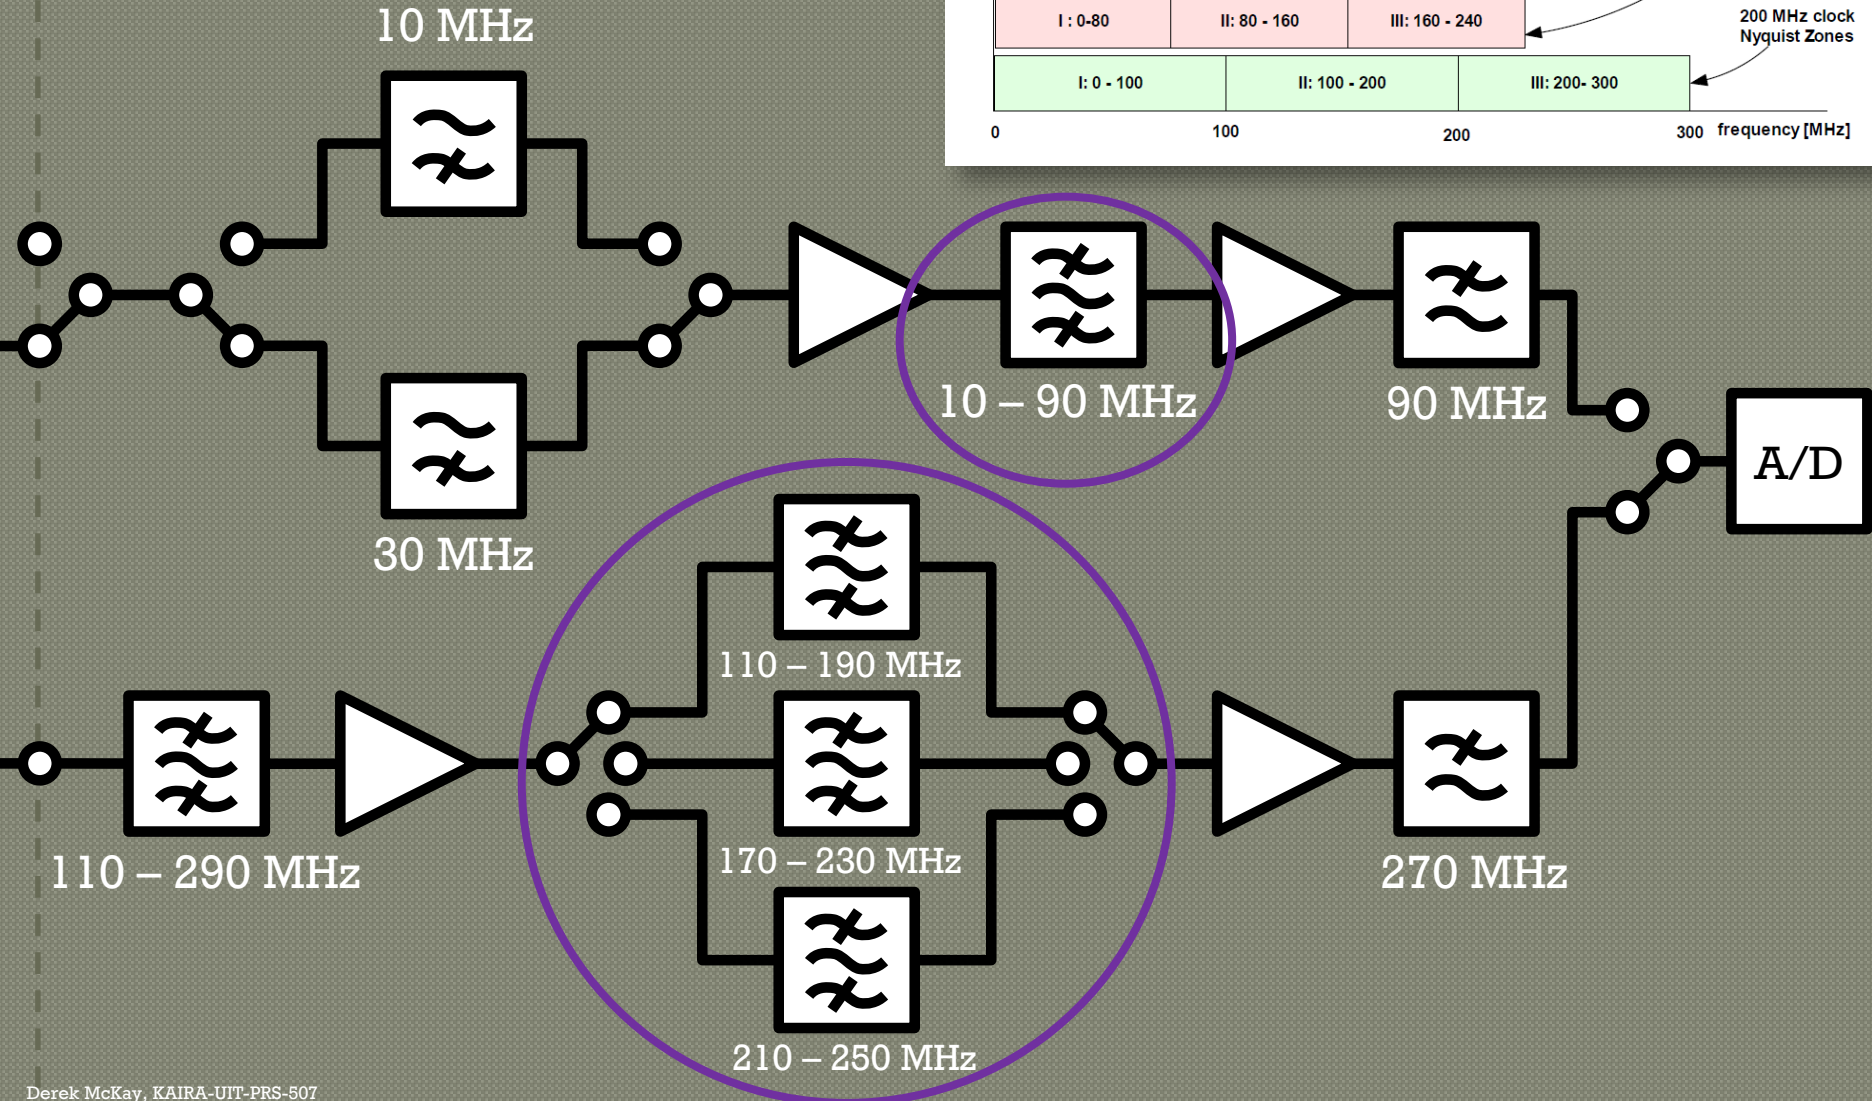 10 MHz
I : 0-80
II: 80 - 160
III: 160 - 240
200 MHz clock
Nyquist Zones
I: 0 - 100
II: 100 - 200
III: 200- 300
0
100
200
300
frequency [MHz]
10 – 90 MHz
90 MHz
A/D
30 MHz
110 – 190 MHz
170 – 230 MHz
110 – 290 MHz
270 MHz
210 – 250 MHz
Derek McKay, KAIRA-UIT-PRS-507